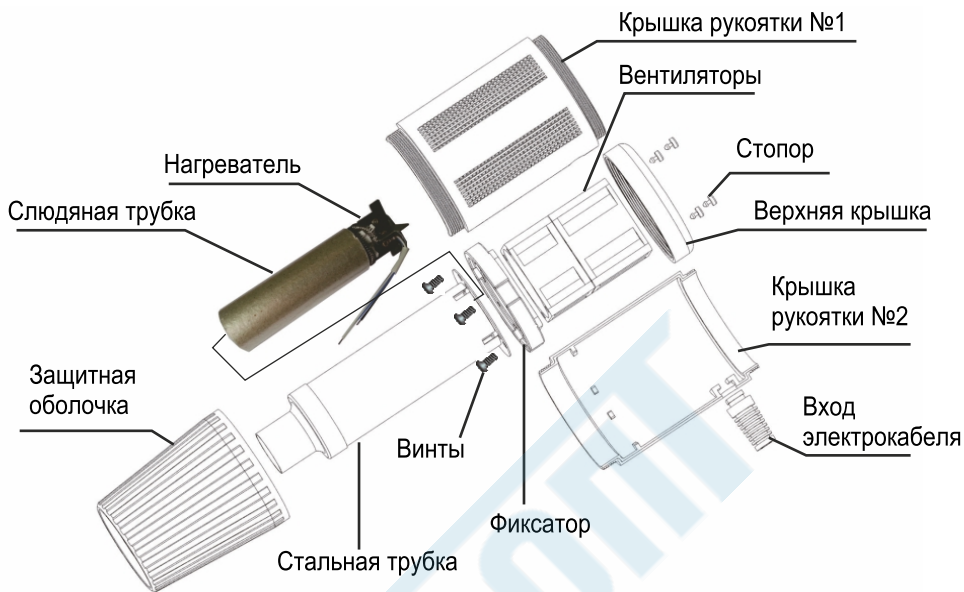 Крышка рукоятки №1
Вентиляторы
Стопор
Нагреватель
Слюдяная трубка
Верхняя крышка
Крышка
рукоятки №2
Защитная
оболочка
Вход
электрокабеля
Винты
Фиксатор
Стальная трубка